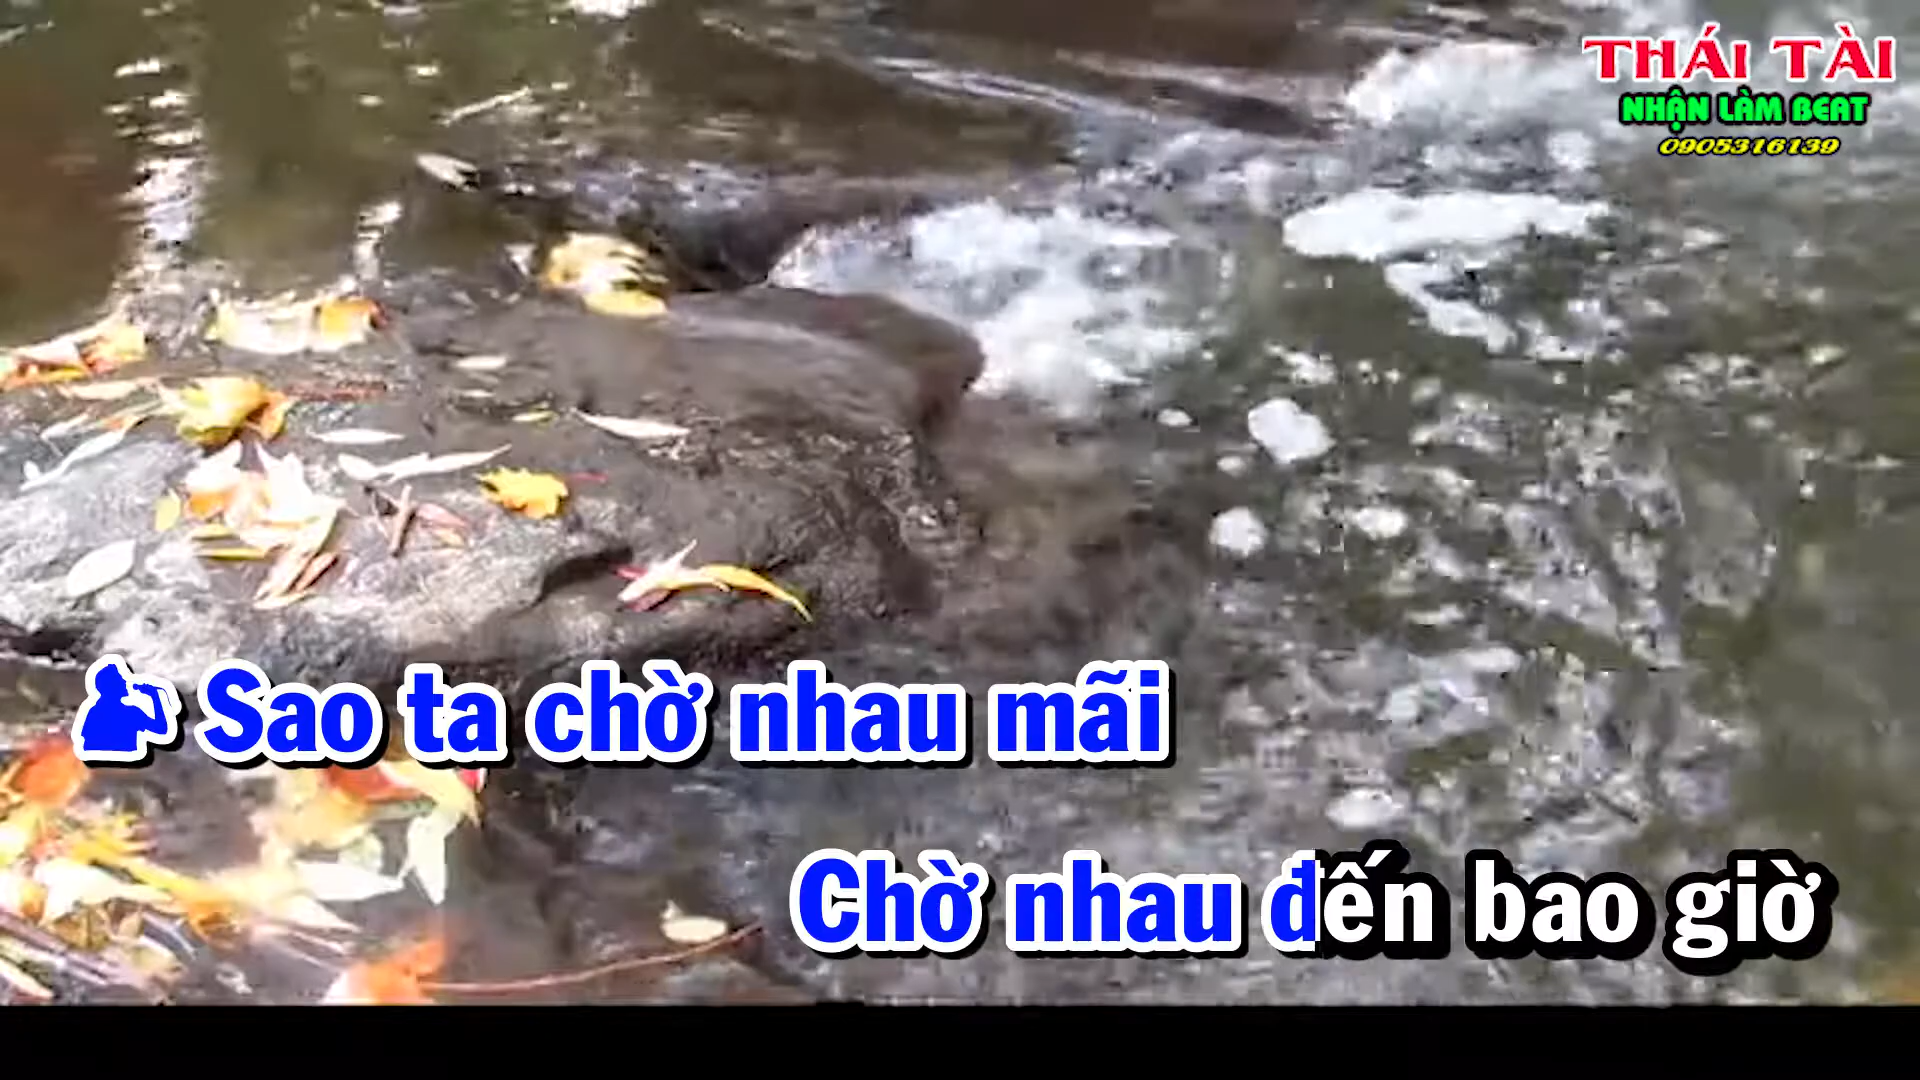 THÁi TÀI
NHẬN LÀM BEAT
0905316139
Sao ta chờ nhau mãi
Chờ nhau đến bao giờ